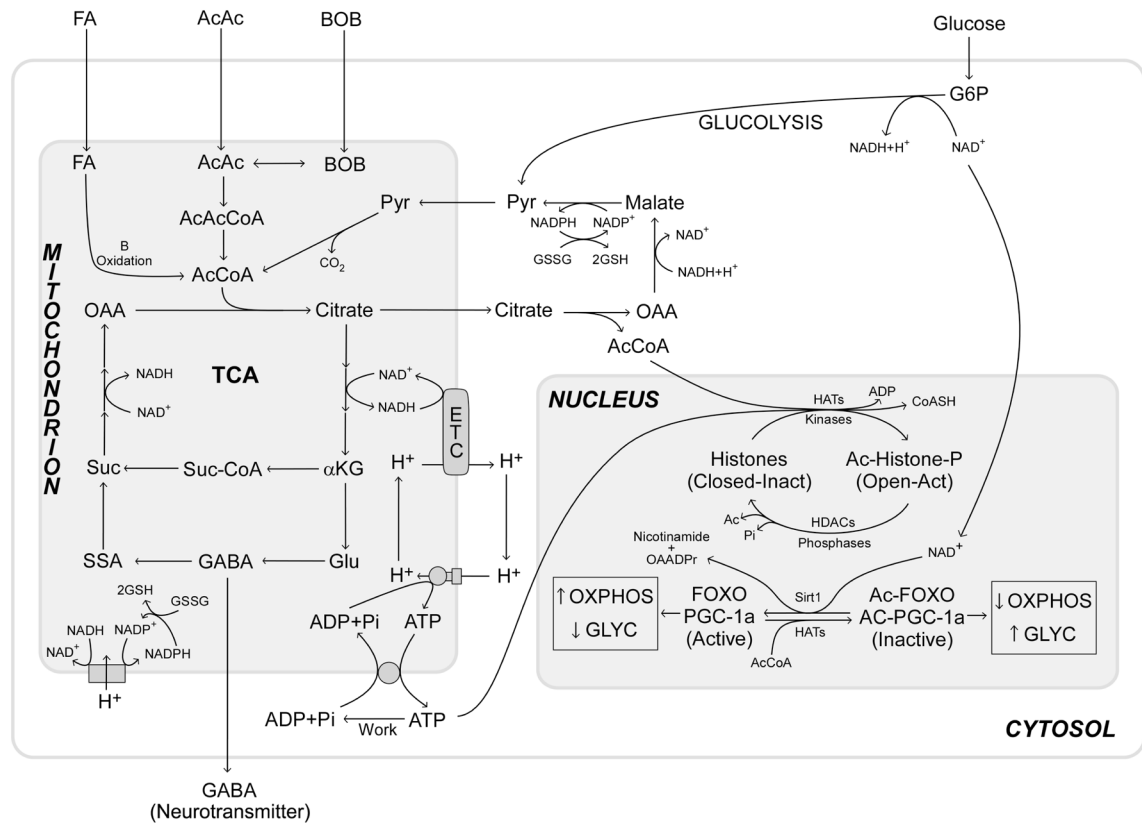 FA
AcAc
BOB
Glucose
G6P
GLUCOLYSIS
NADH+H⁺
NAD⁺
FA
AcAc
BOB
Pyr
Pyr
Malate
AcAcCoA
NADPH
NADP⁺
NAD⁺
B
Oxidation
CO₂
GSSG
2GSH
NADH+H⁺
AcCoA
MITOCHONDRION
OAA
Citrate
Citrate
OAA
AcCoA
TCA
NADH
NAD⁺
NAD⁺
NADH
ETC
NUCLEUS
HATs
Kinases
ADP
CoASH
Suc
Suc-CoA
αKG
H⁺
H⁺
Histones
(Closed-Inact)
Ac-Histone-P
(Open-Act)
Ac
Pi
HDACs
Phosphases
Nicotinamide
+
OAADPr
NAD⁺
SSA
GABA
Glu
H⁺
H⁺
2GSH
GSSG
NADH
NADP⁺
NAD⁺
NADPH
H⁺
ADP+Pi
ATP
↑ OXPHOS
↓ GLYC
FOXO
PGC-1a
(Active)
Sirt1
HATs
AcCoA
Ac-FOXO
AC-PGC-1a
(Inactive)
↓ OXPHOS
↑ GLYC
ADP+Pi
Work
ATP
CYTOSOL
GABA
(Neurotransmitter)